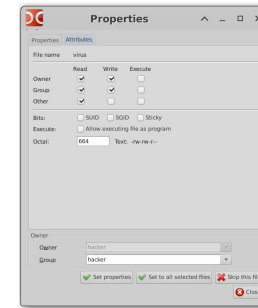 Properties
Properties Attributes
File name virus
Read Write Execute
Owner
Group
Other
Bits: SUID SGID Sticky
Execute: Allow executing file as program
Octal: 664 Text: -rw-rw-r--
Owner
Owner hacker
Group hacker
Set properties Set to all selected files Skip this fil
Clos